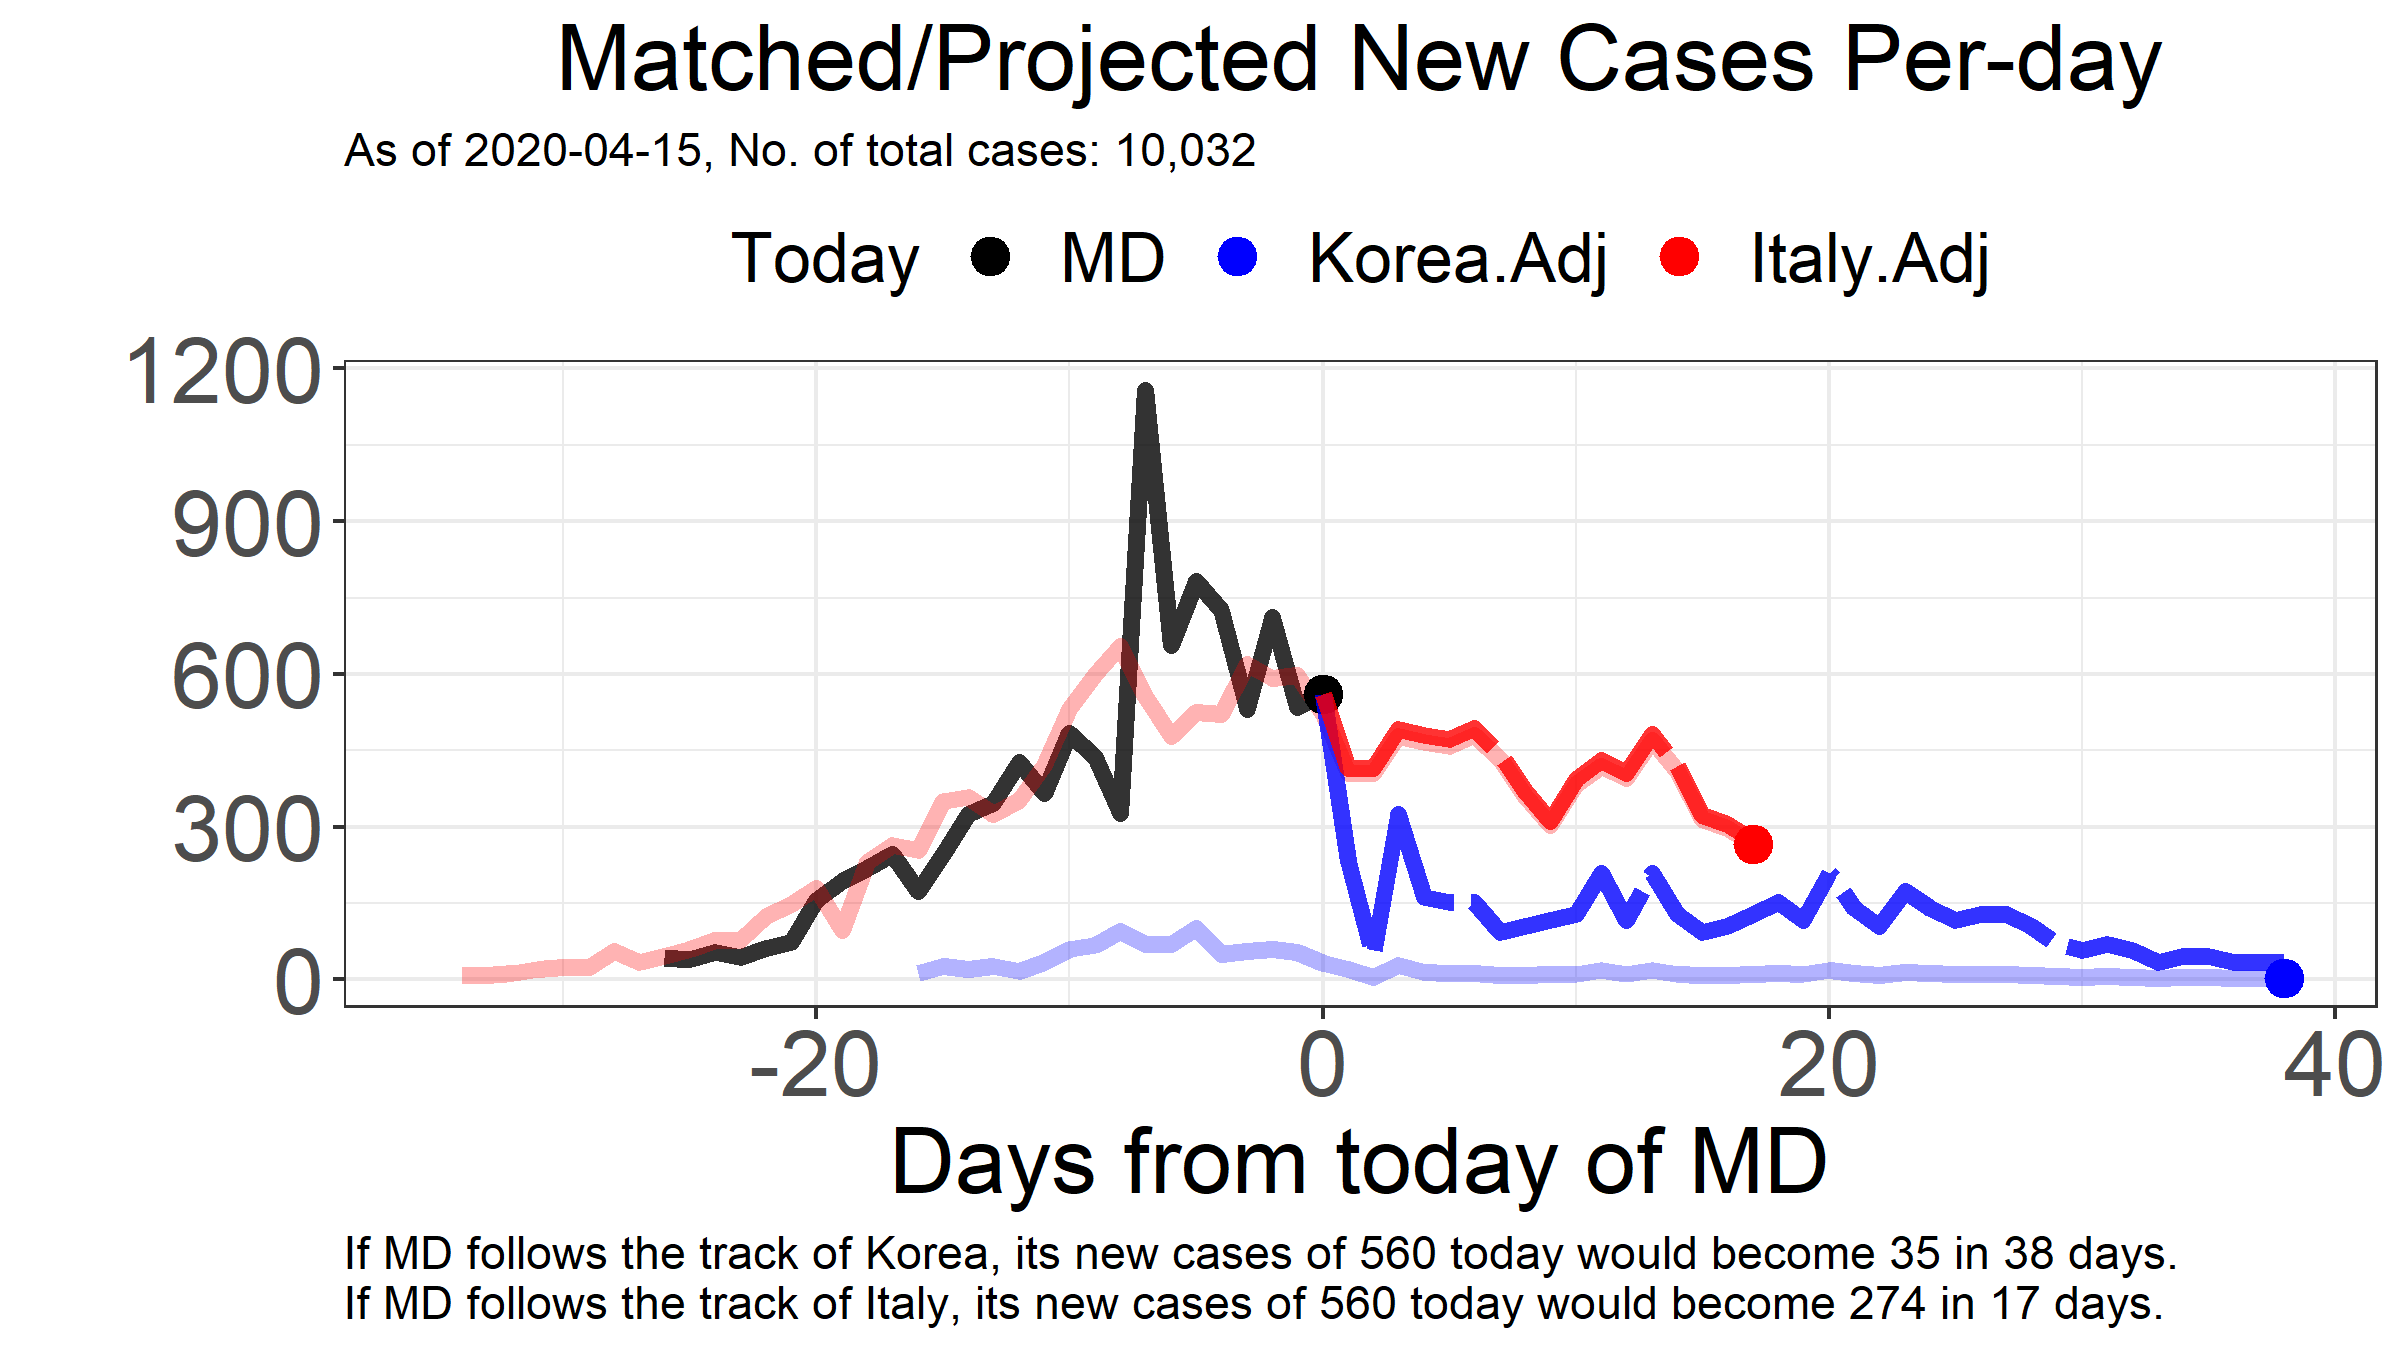 Matched/Projected New Cases Per-day
As of 2020-04-15, No. of total cases: 10,032
Today MD Korea.Adj Italy.Adj
1200
900
600
300
0
-20 0 20 40
Days from today of MD
If MD follows the track of Korea, its new cases of 560 today would become 35 in 38 days.
If MD follows the track of Italy, its new cases of 560 today would become 274 in 17 days.